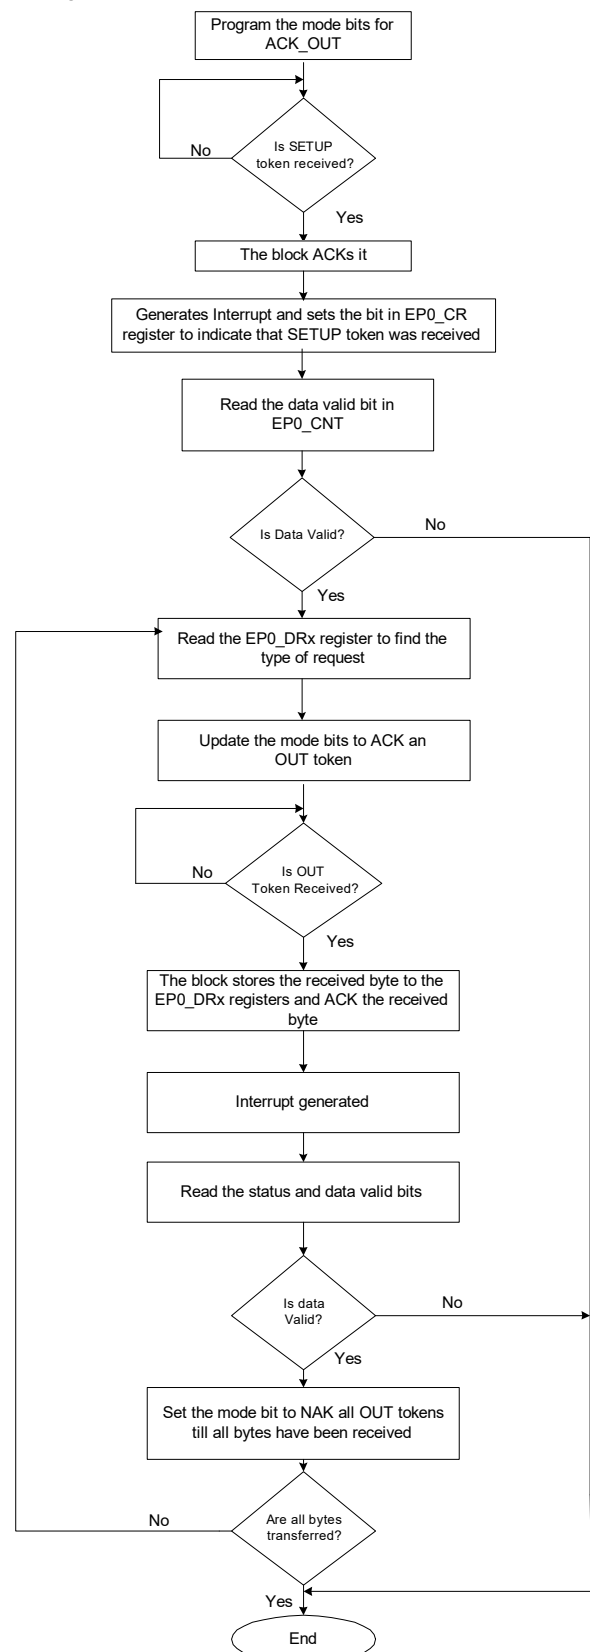 Program the mode bits for
ACK_OUT
Is SETUP
token received?
No
Yes
The block ACKs it
Generates Interrupt and sets the bit in EP0_CR
register to indicate that SETUP token was received
Read the data valid bit in
EP0_CNT
Is Data Valid?
No
Yes
Read the EP0_DRx register to find the
type of request
Update the mode bits to ACK an
OUT token
Is OUT
Token Received?
No
Yes
The block stores the received byte to the
EP0_DRx registers and ACK the received
byte
Interrupt generated
Read the status and data valid bits
Is data
Valid?
No
Yes
Set the mode bit to NAK all OUT tokens
till all bytes have been received
Are all bytes
transferred?
No
Yes
End